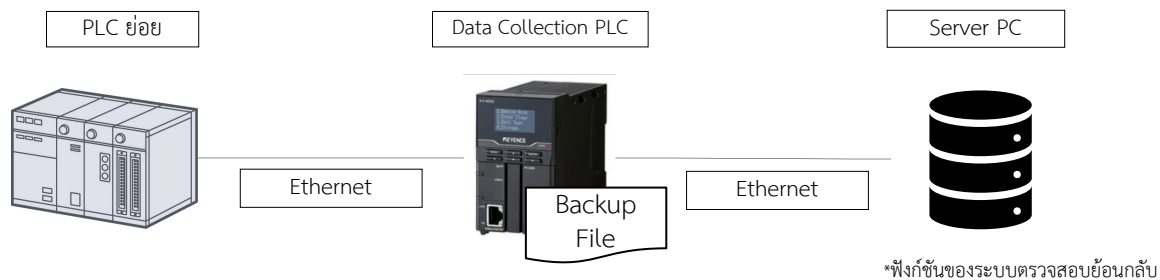 PLC ย่อย
Data Collection PLC
Server PC
KEYENCE
Ethernet
Ethernet
Backup
File
*ฟังก์ชันของระบบตรวจสอบย้อนกลับ